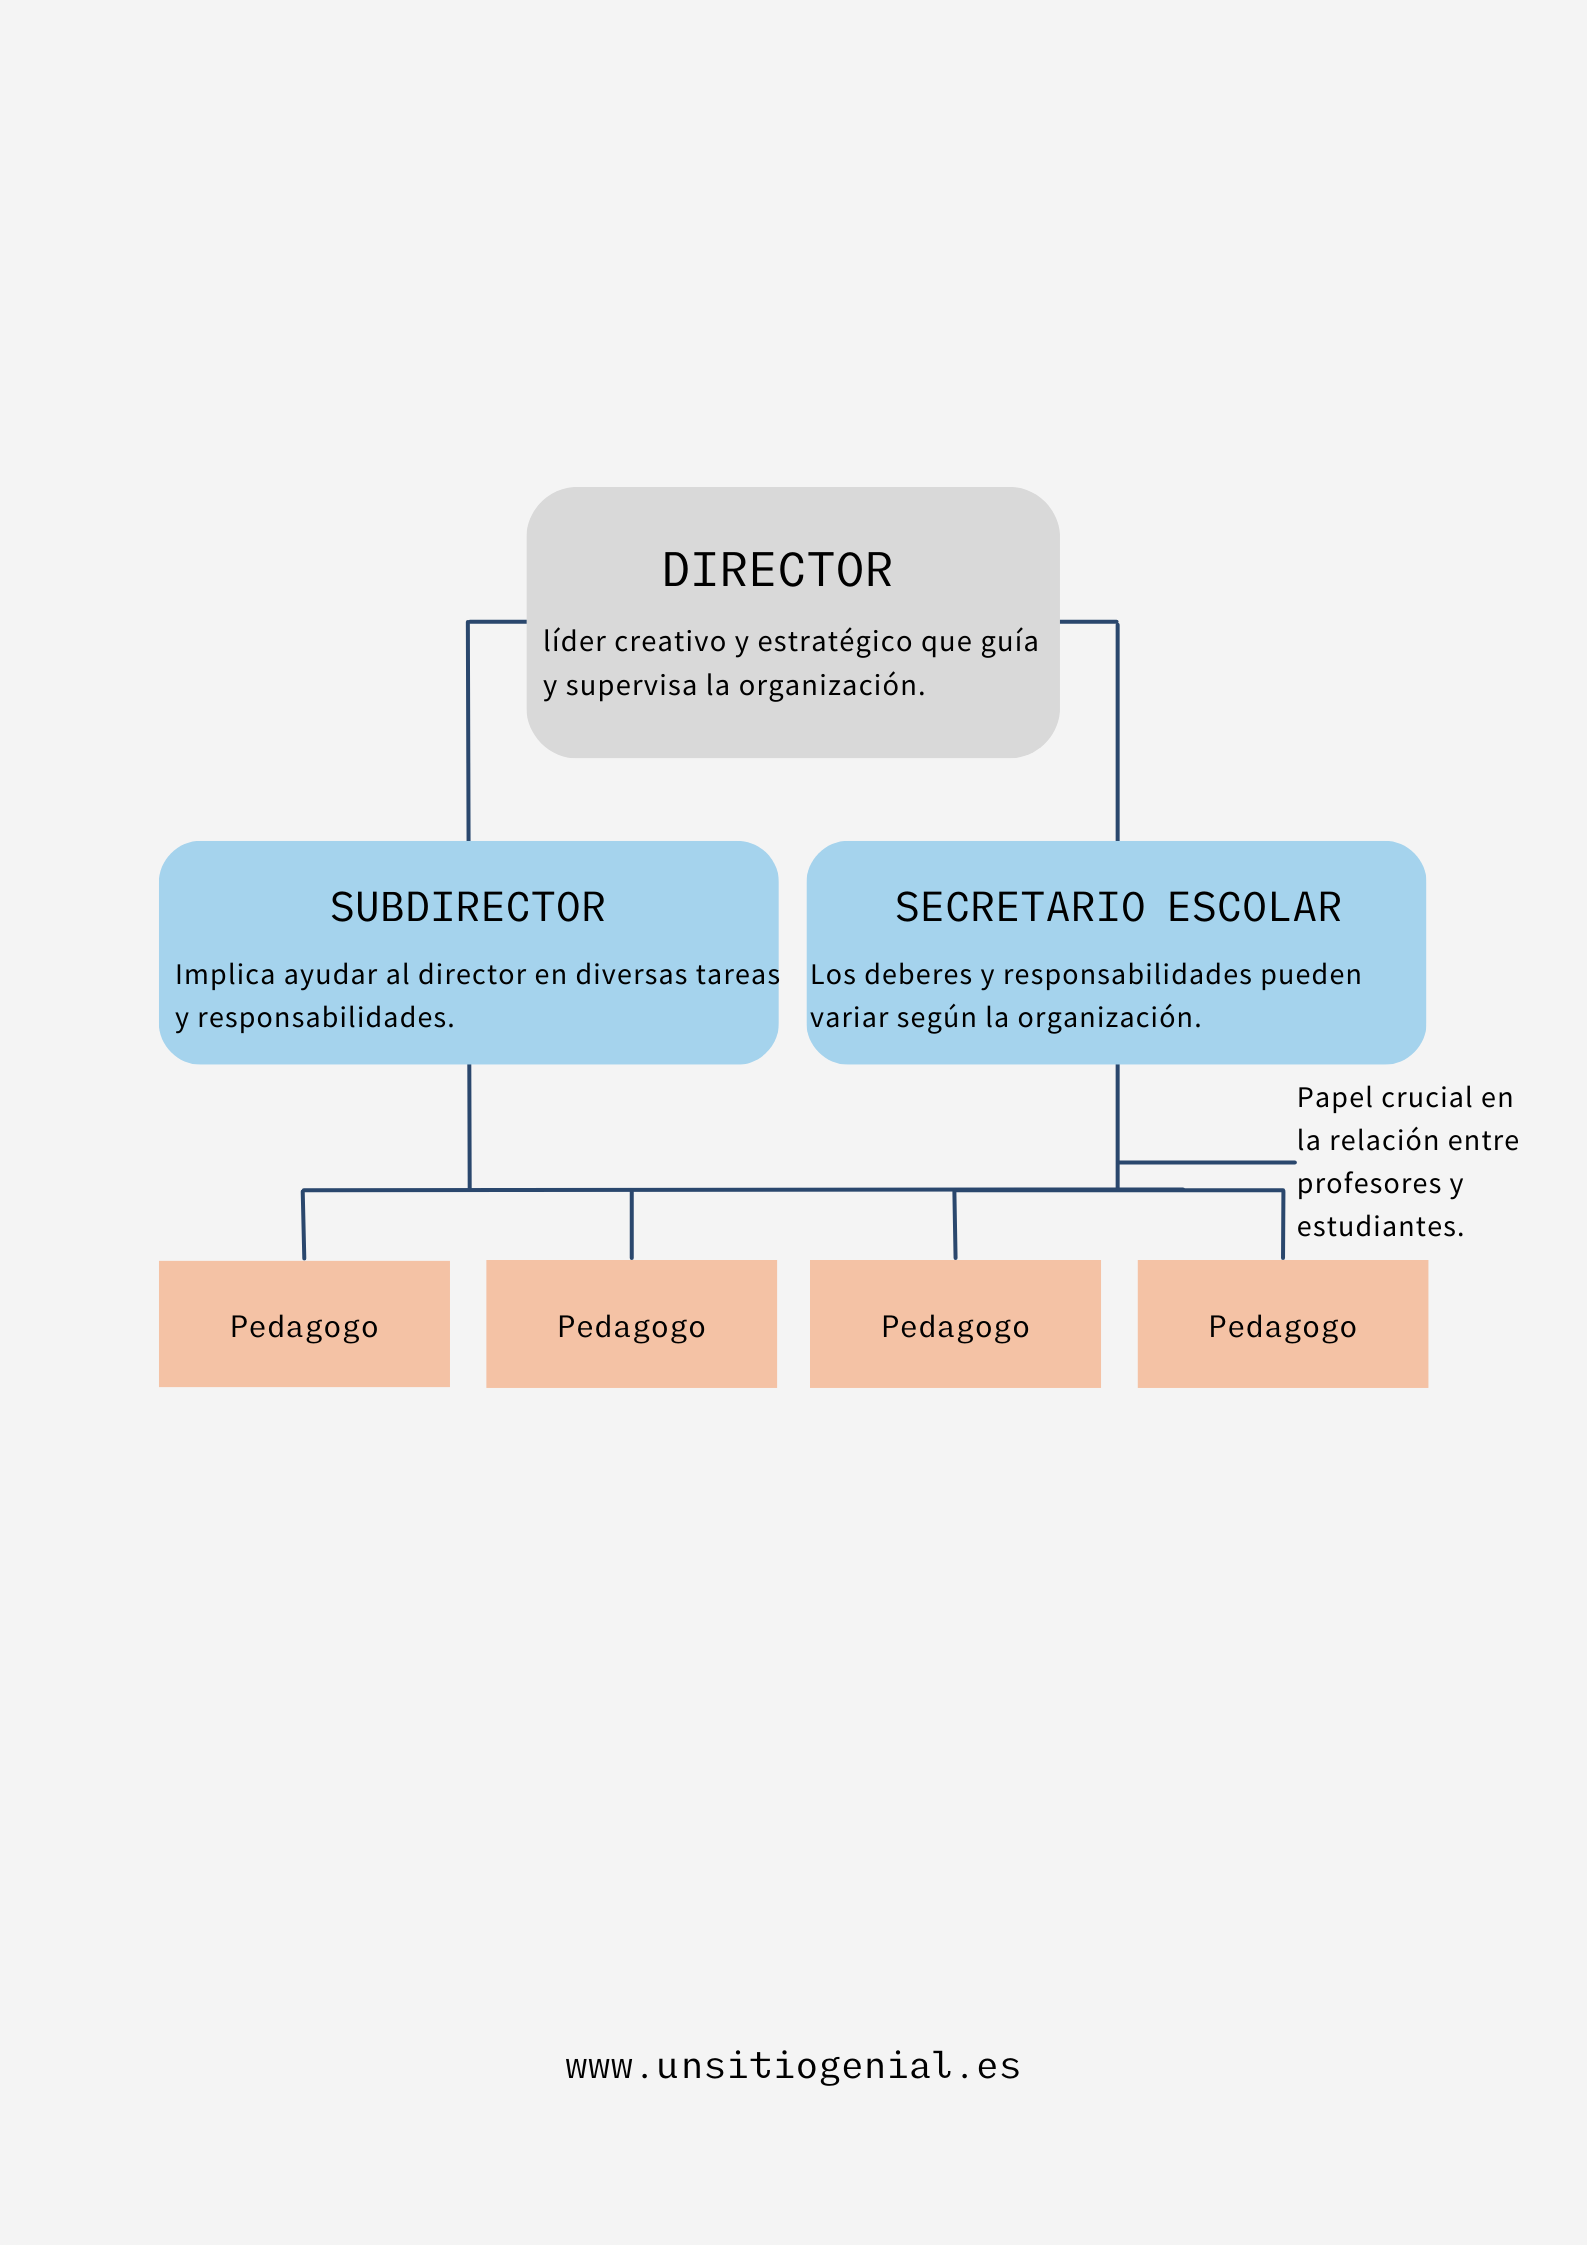 DIRECTOR
líder creativo y estratégico que guía
y supervisa la organización.
SUBDIRECTOR
Implica ayudar al director en diversas tareas
y responsabilidades.
SECRETARIO ESCOLAR
Los deberes y responsabilidades pueden
variar según la organización.
Papel crucial en
la relación entre
profesores y
estudiantes.
Pedagogo
Pedagogo
Pedagogo
Pedagogo
www.unsitiogenial.es